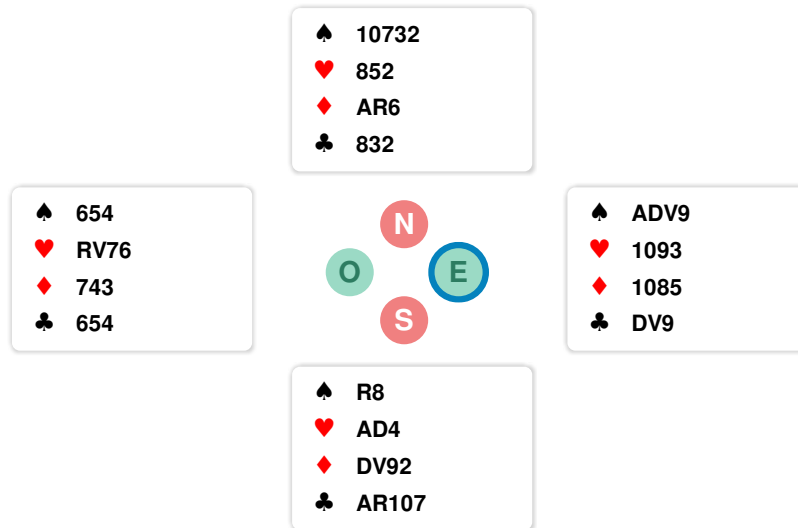 ♠ 10732
♥ 852
♦ AR6
♣ 832
♠ 654
♥ RV76
♦ 743
♣ 654
N
O
E
S
♠ ADV9
♥ 1093
♦ 1085
♣ DV9
♠ R8
♥ AD4
♦ DV92
♣ AR107